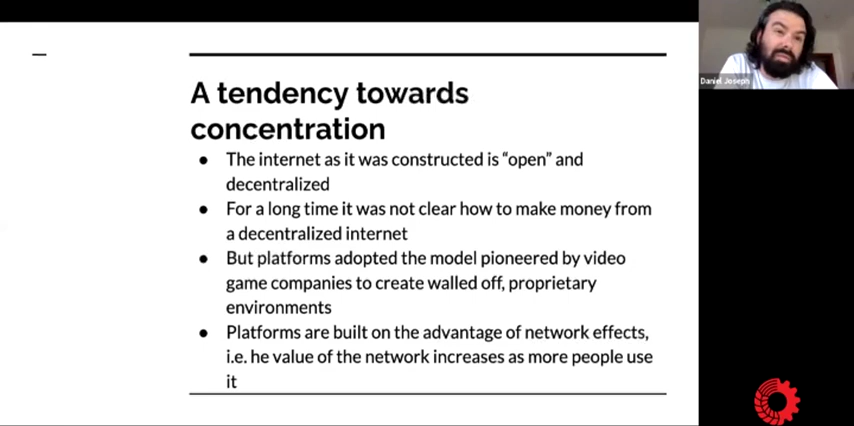 A tendency towards
concentration
● The internet as it was constructed is “open” and
decentralized
● For a long time it was not clear how to make money from
a decentralized internet
● But platforms adopted the model pioneered by video
game companies to create walled off, proprietary
environments
● Platforms are built on the advantage of network effects,
i.e. he value of the network increases as more people use
it
Daniel Joseph